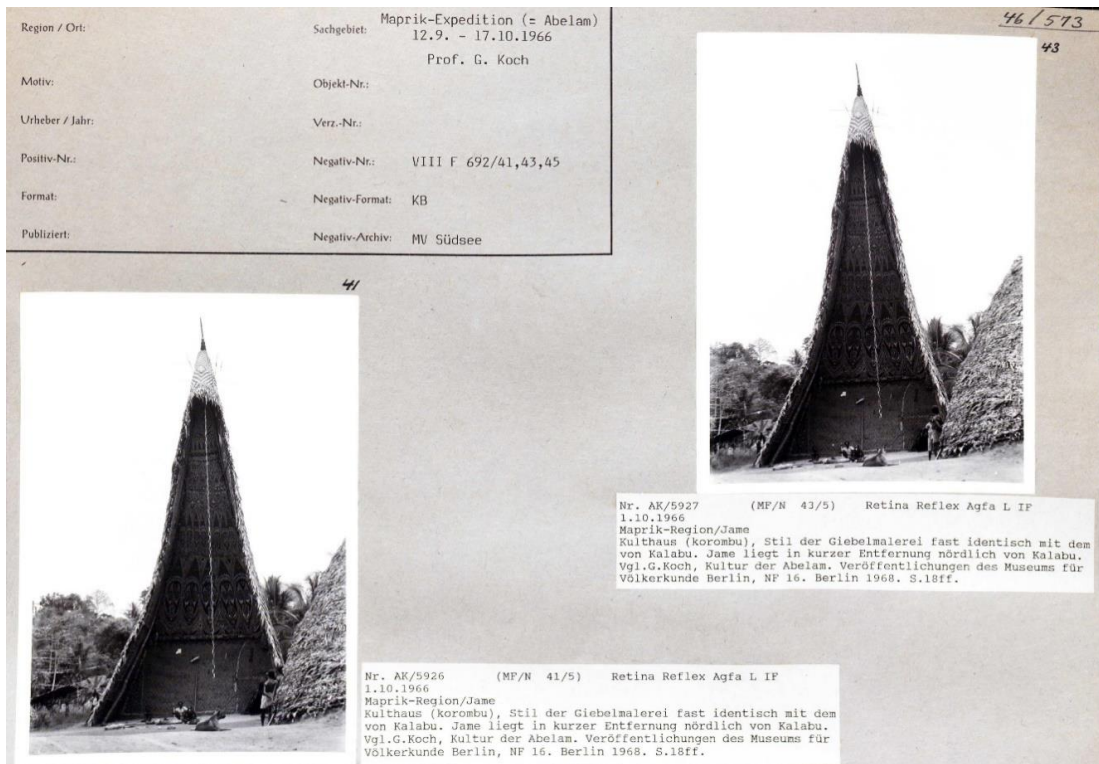 Region / Ort:
Sachgebiet: Maprik-Expedition (= Abelam)
12.9. - 17.10.1966
Prof. G. Koch
Motiv:
Objekt-Nr.:
Urheber / Jahr:
Verz.-Nr.:
Positiv-Nr.:
Negativ-Nr.: VIII F 692/41,43,45
Format:
Negativ-Format: KB
Publiziert:
Negativ-Archiv: MV Südsee
46/573
43
Nr. AK/5927 (MF/N 43/5) Retina Reflex Agfa L IF
1.10.1966
Maprik-Region/Jame
Kulthaus (korombu), Stil der Giebelmalerei fast identisch mit dem
von Kalabu. Jame liegt in kurzer Entfernung nördlich von Kalabu.
Vgl.G.Koch, Kultur der Abelam. Veröffentlichungen des Museums für
Völkerkunde Berlin, NF 16. Berlin 1968. S.18ff.
41
Nr. AK/5926 (MF/N 41/5) Retina Reflex Agfa L IF
1.10.1966
Maprik-Region/Jame
Kulthaus (korombu), Stil der Giebelmalerei fast identisch mit dem
von Kalabu. Jame liegt in kurzer Entfernung nördlich von Kalabu.
Vgl.G.Koch, Kultur der Abelam. Veröffentlichungen des Museums für
Völkerkunde Berlin, NF 16. Berlin 1968. S.18ff.